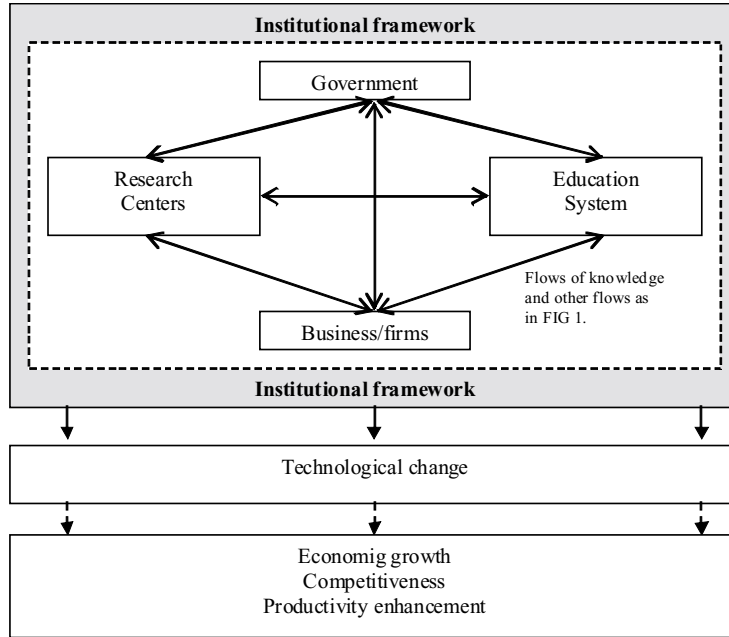 Institutional framework
Government
Research
Centers
Education
System
Flows of knowledge
and other flows as
in FIG 1.
Business/firms
Institutional framework
Technological change
Economig growth
Competitiveness
Productivity enhancement